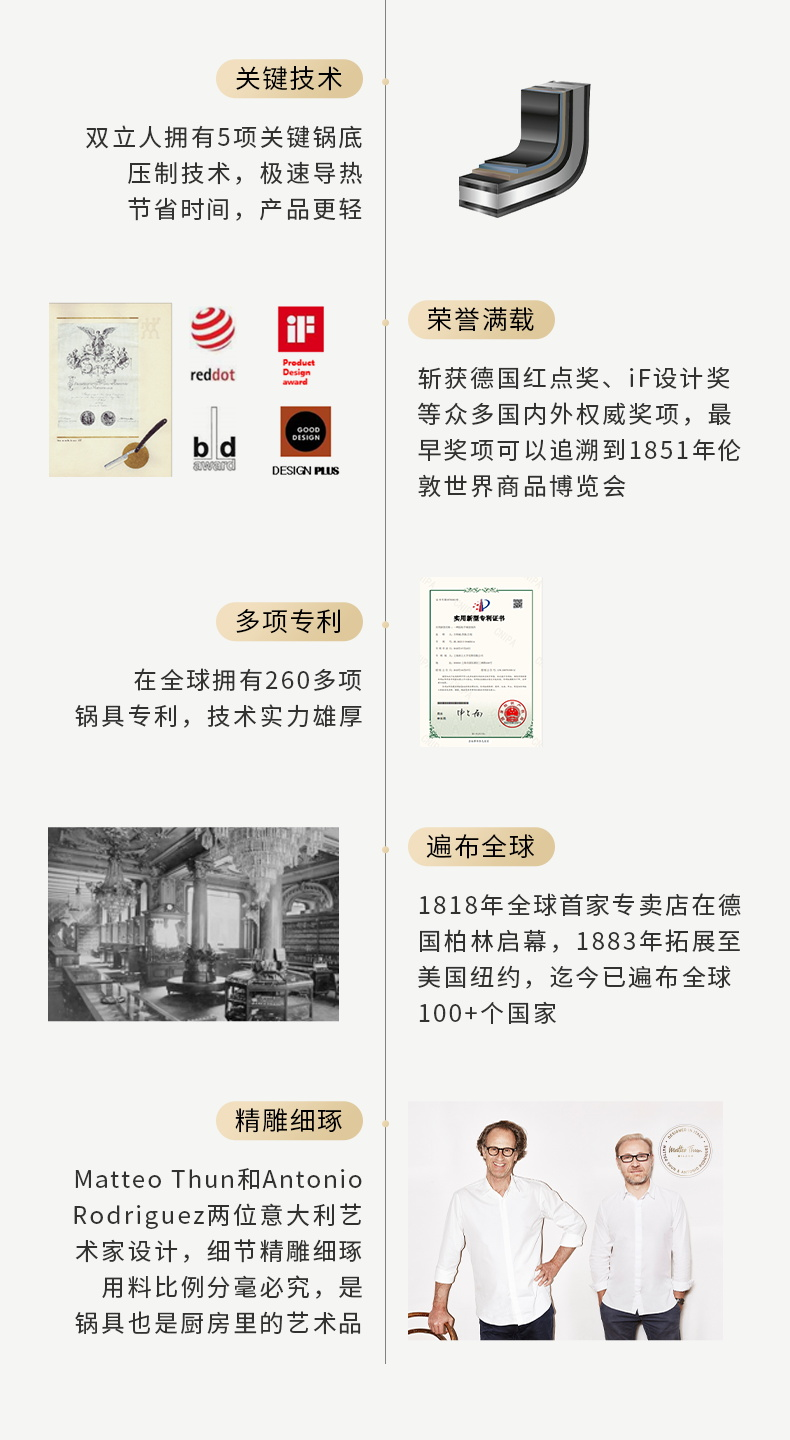 关键技术
双立人拥有5项关键锅底
压制技术，极速导热
节省时间，产品更轻
reddot
iF
Product
Design
award
bd
award
GOOD
DESIGN
DESIGN PLUS
荣誉满载
斩获德国红点奖、iF设计奖
等众多国内外权威奖项，最
早奖项可以追溯到1851年伦
敦世界商品博览会
多项专利
在全球拥有260多项
锅具专利，技术实力雄厚
实用新型专利证书
遍布全球
1818年全球首家专卖店在德
国柏林启幕，1883年拓展至
美国纽约，迄今已遍布全球
100+个国家
精雕细琢
Matteo Thun和Antonio
Rodriguez两位意大利艺
术家设计，细节精雕细琢
用料比例分毫必究，是
锅具也是厨房里的艺术品